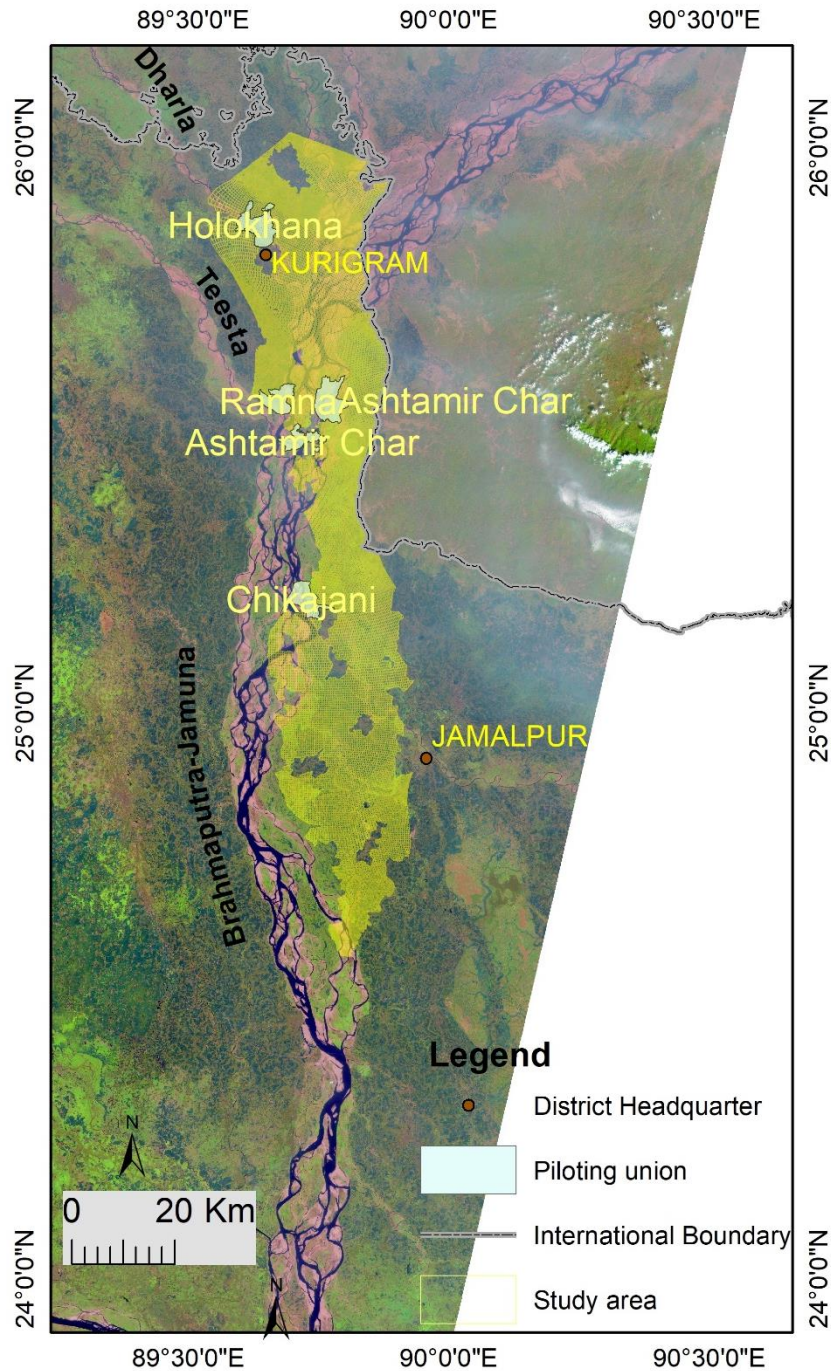 89°30'0"E 90°0'0"E 90°30'0"E
26°0'0"N
26°0'0"N
Dharla
Holokhana
KURIGRAM
Teesta
Ramna
Ashtamir Char
Ashtamir Char
Chikajani
Brahmaputra-Jamuna
25°0'0"N
25°0'0"N
JAMALPUR
Legend
District Headquarter
Piloting union
International Boundary
Study area
N
0 20 Km
N
24°0'0"N
24°0'0"N
89°30'0"E 90°0'0"E 90°30'0"E